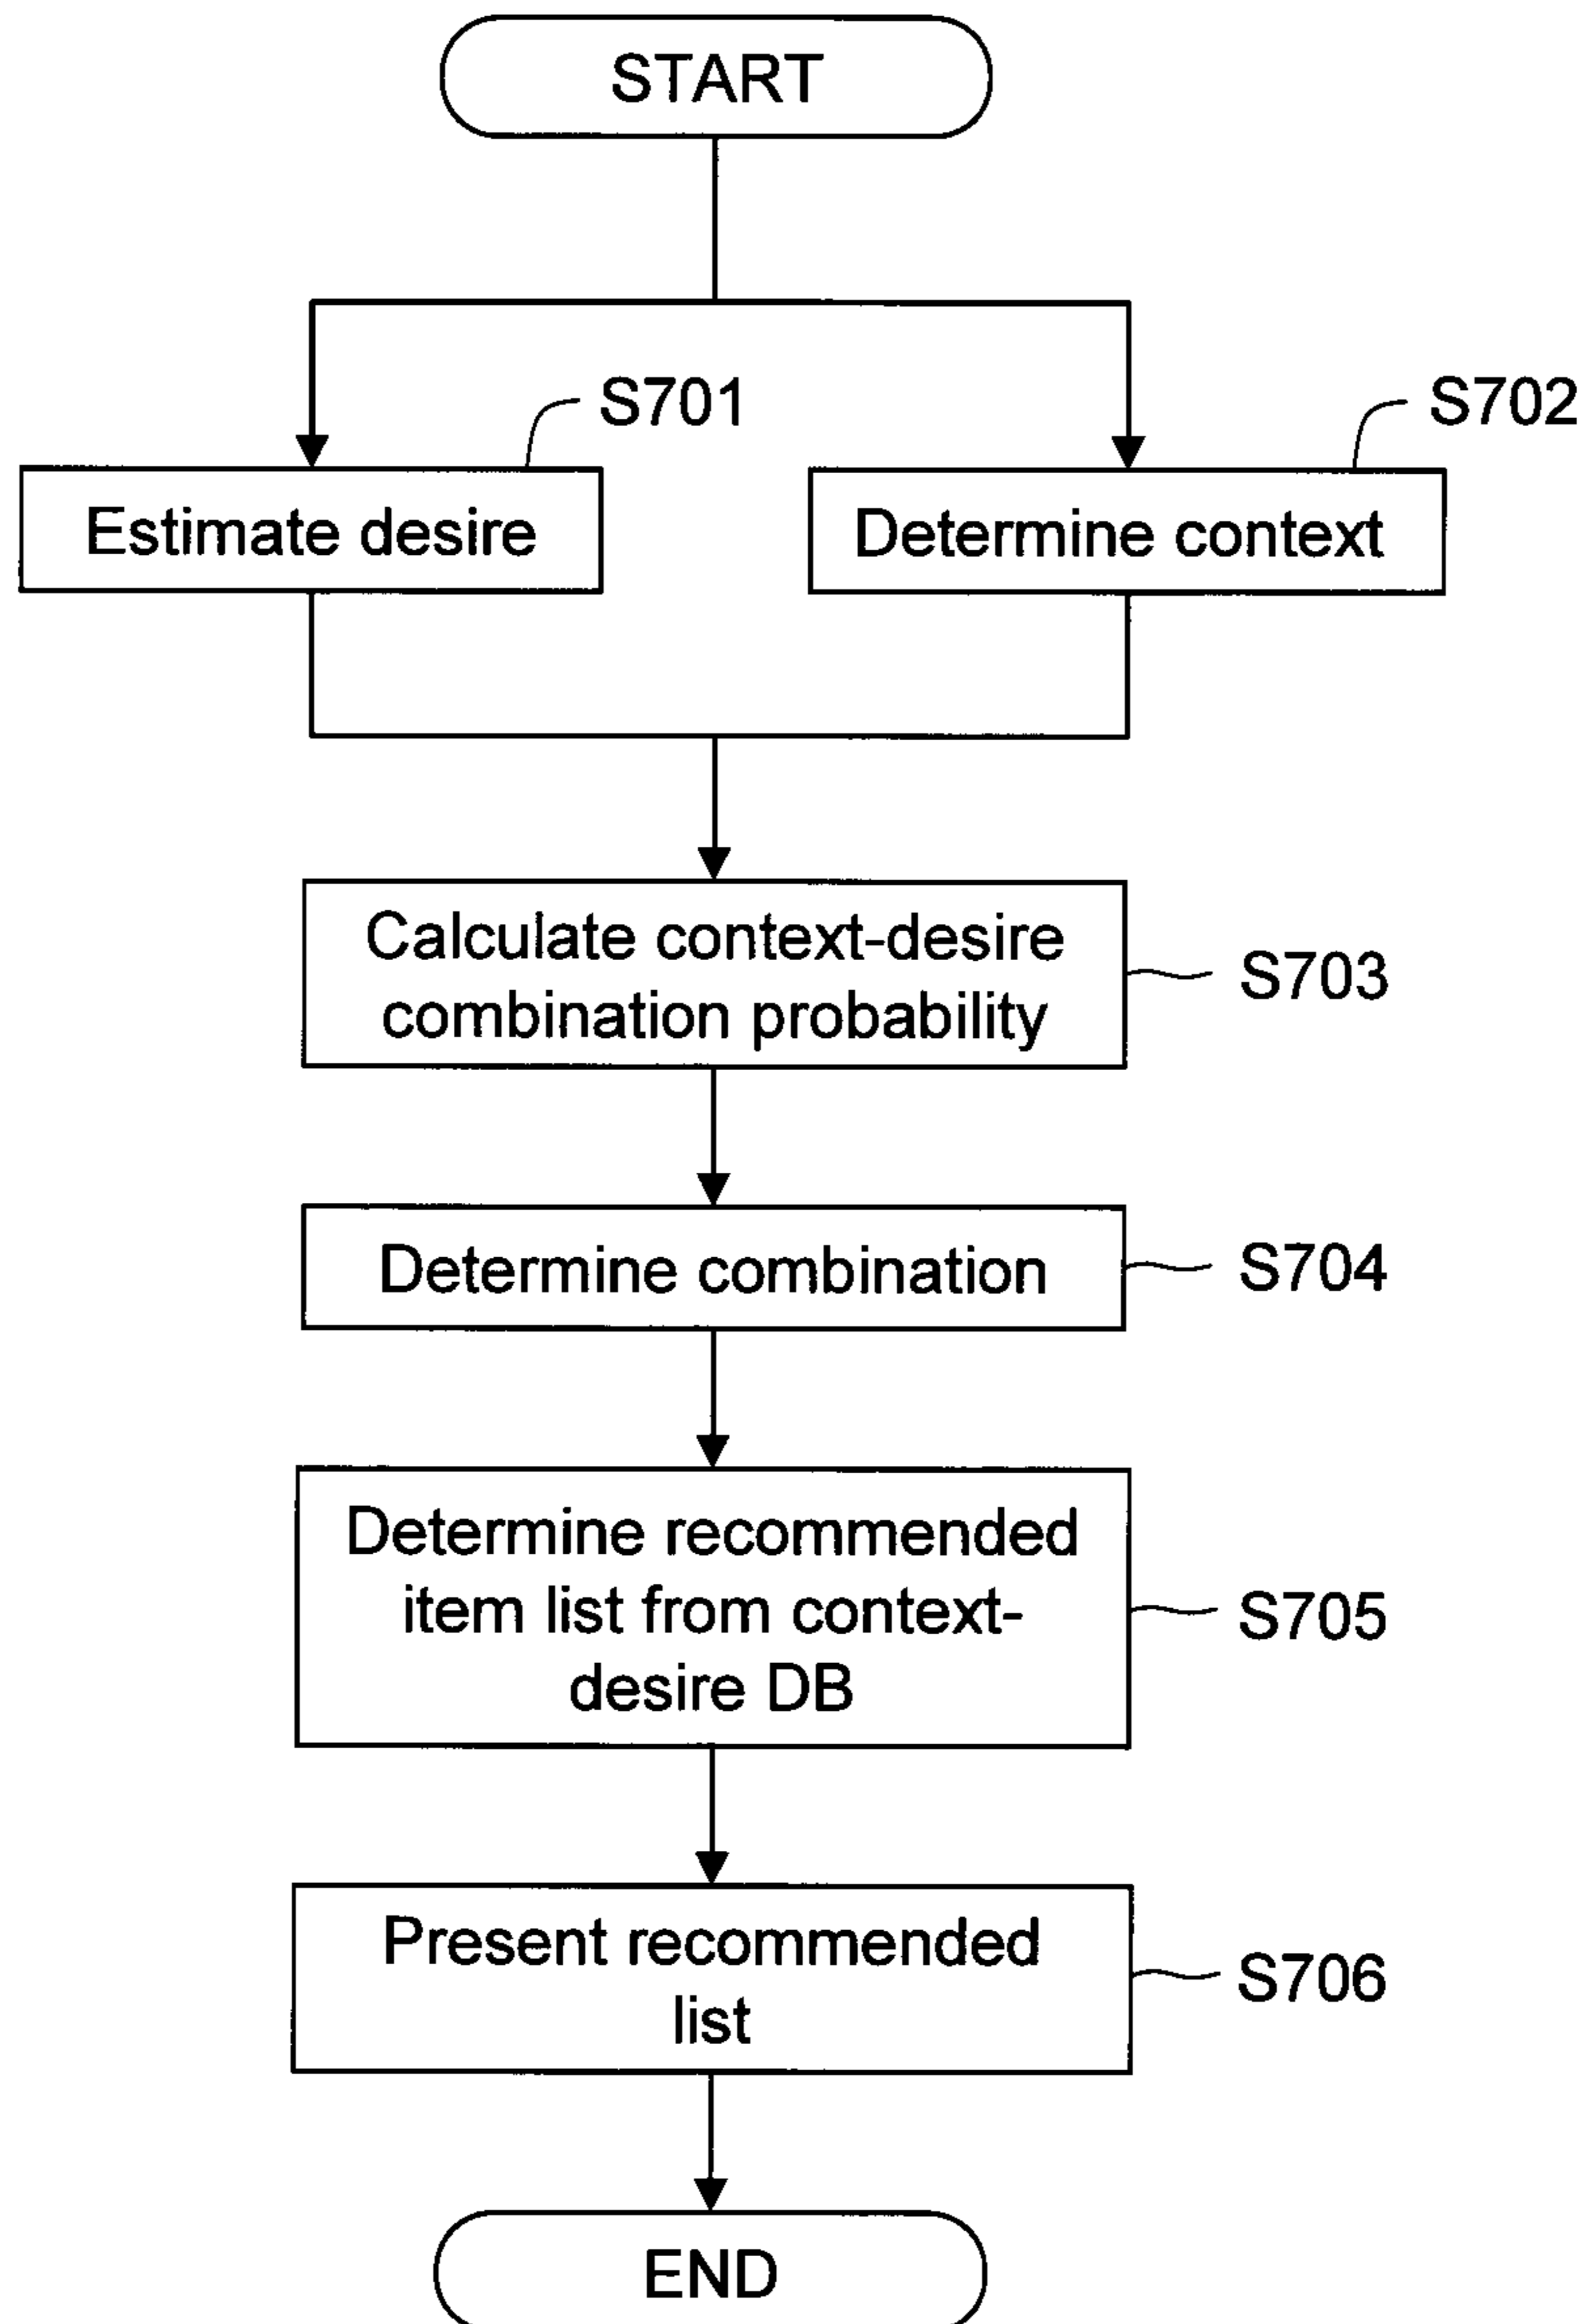 START
S701
S702
Estimate desire
Determine context
Calculate context-desire
combination probability
S703
Determine combination
S704
Determine recommended
item list from context-
desire DB
S705
Present recommended
list
S706
END